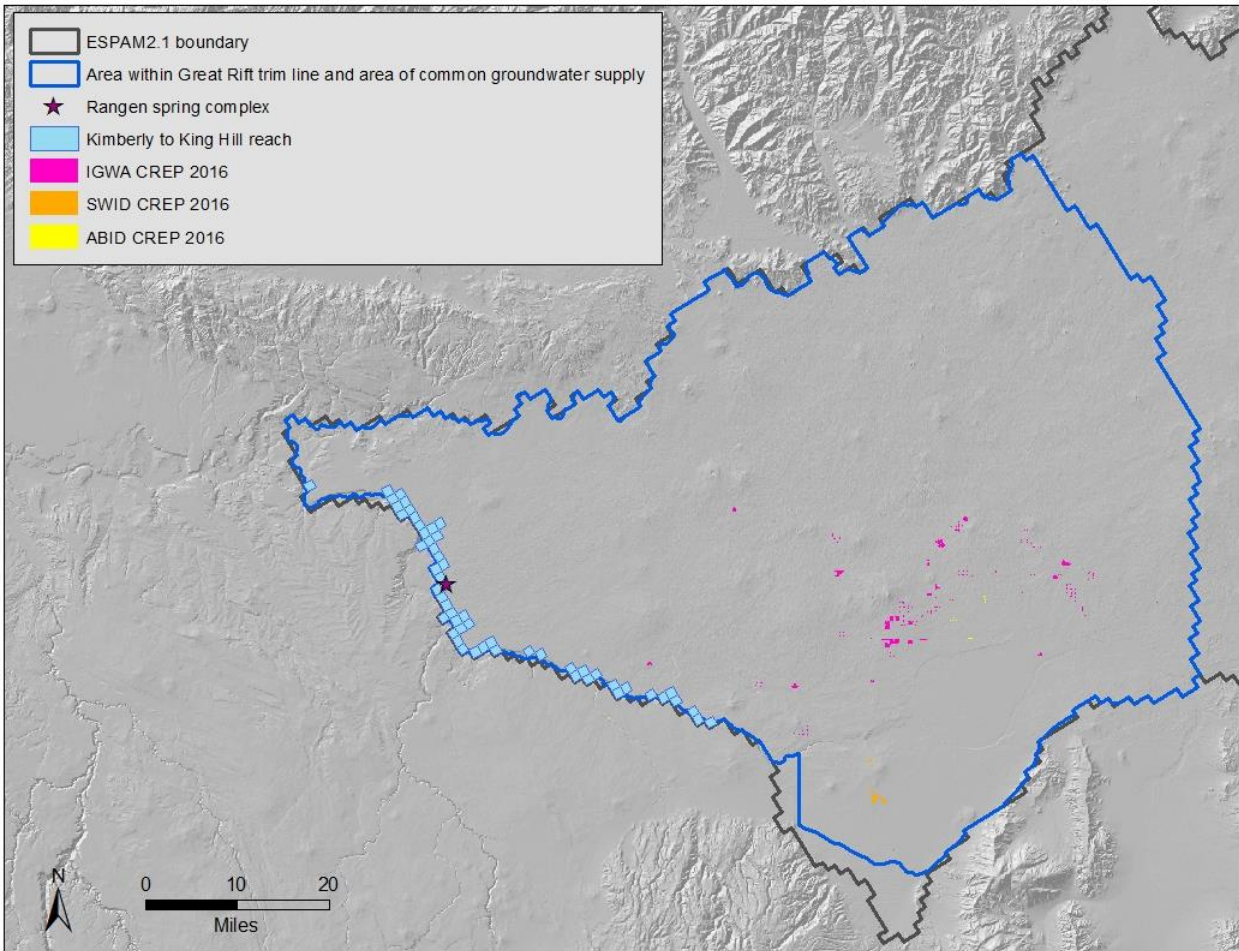 ESPAM2.1 boundary
Area within Great Rift trim line and area of common groundwater supply
Rangen spring complex
Kimberly to King Hill reach
IGWA CREP 2016
SWID CREP 2016
ABID CREP 2016
N
0 10 20
Miles